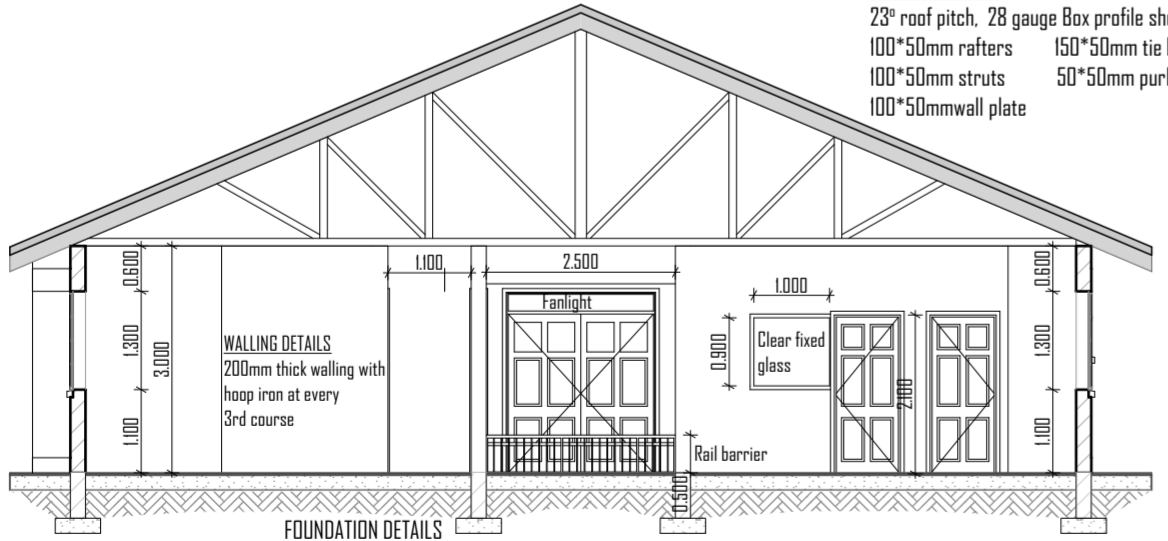 23° roof pitch, 28 gauge Box profile
100*50mm rafters 150*50mm tie
100*50mm struts 50*50mm
100*50mmwall plate
0.600
1.100
2.500
0.600
Fanlight
1.000
1.300
3.000
WALLING DETAILS
200mm thick walling with
hoop iron at every
3rd course
0.900
Clear fixed
glass
2.100
1.300
1.100
Rail barrier
1.100
0.500
FOUNDATION DETAILS